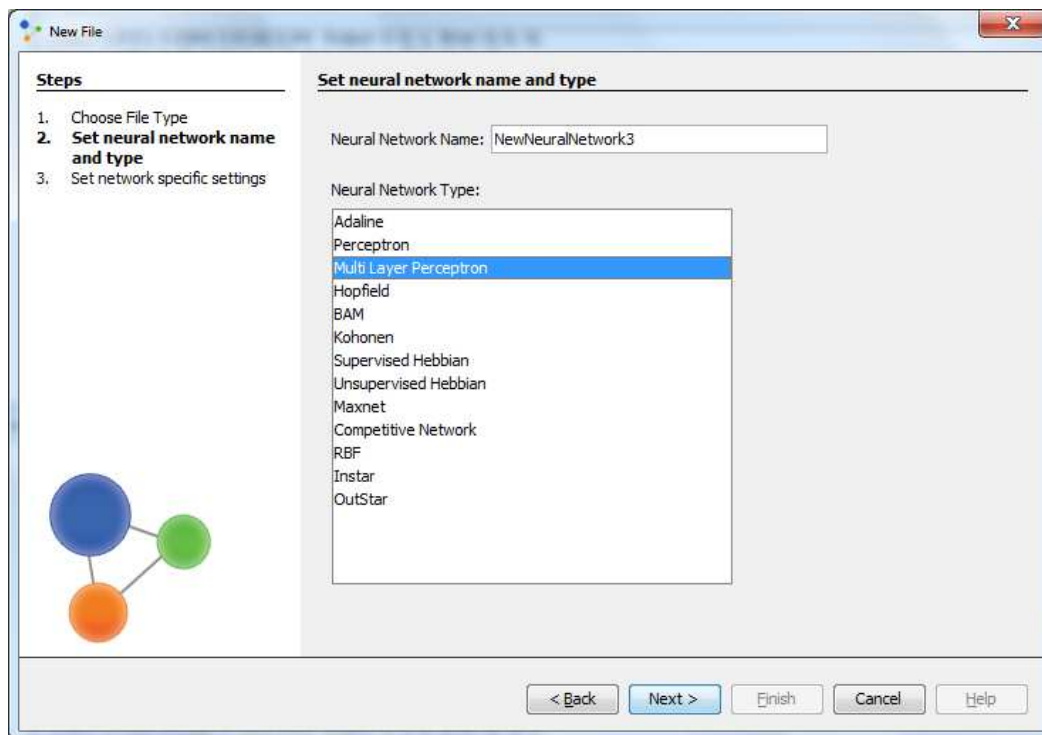 New File
X
Steps
1. Choose File Type
2. Set neural network name
and type
3. Set network specific settings
Set neural network name and type
Neural Network Name: NewNeuralNetwork3
Neural Network Type:
Adaline
Perceptron
Multi Layer Perceptron
Hopfield
BAM
Kohonen
Supervised Hebbian
Unsupervised Hebbian
Maxnet
Competitive Network
RBF
Instar
OutStar
< Back
Next >
Finish
Cancel
Help